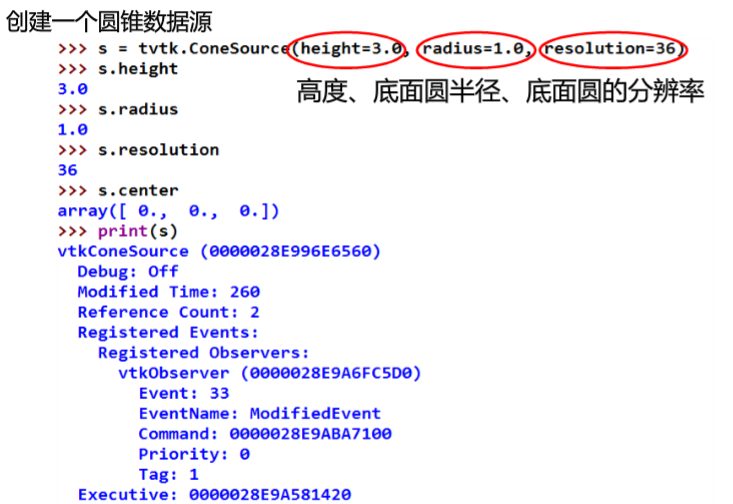 创建一个圆锥数据源
>>> s = tvtk.ConeSource(height=3.0, radius=1.0, resolution=36)
>>> s.height
高度、底面圆半径、底面圆的分辨率
3.0
>>> s.radius
1.0
>>> s.resolution
36
>>> s.center
array([ 0.,  0.,  0.])
>>> print(s)
vtkConeSource (0000028E996E6560)
  Debug: Off
  Modified Time: 260
  Reference Count: 2
  Registered Events:
    Registered Observers:
      vtkObserver (0000028E9A6FC5D0)
        Event: 33
        EventName: ModifiedEvent
        Command: 0000028E9ABA7100
        Priority: 0
        Tag: 1
  Executive: 0000028E9A581420